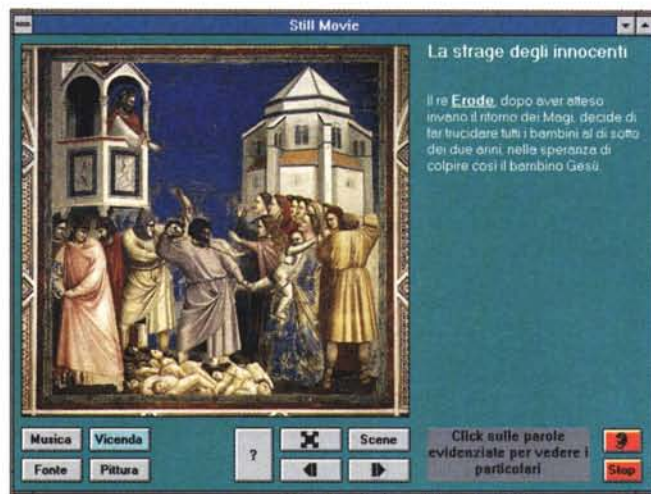 Still Movie
La strage degli innocenti
Il re Erode, dopo aver atteso
invano il ritorno dei Magi, decide di
far trucidare tutti i bambini al di sotto
dei due anni, nella speranza di
colpire così il bambino Gesù.
Musica
Vicenda
?
Scene
Fonte
Pittura
Click sulle parole
evidenziate per vedere i
particolari
Stop